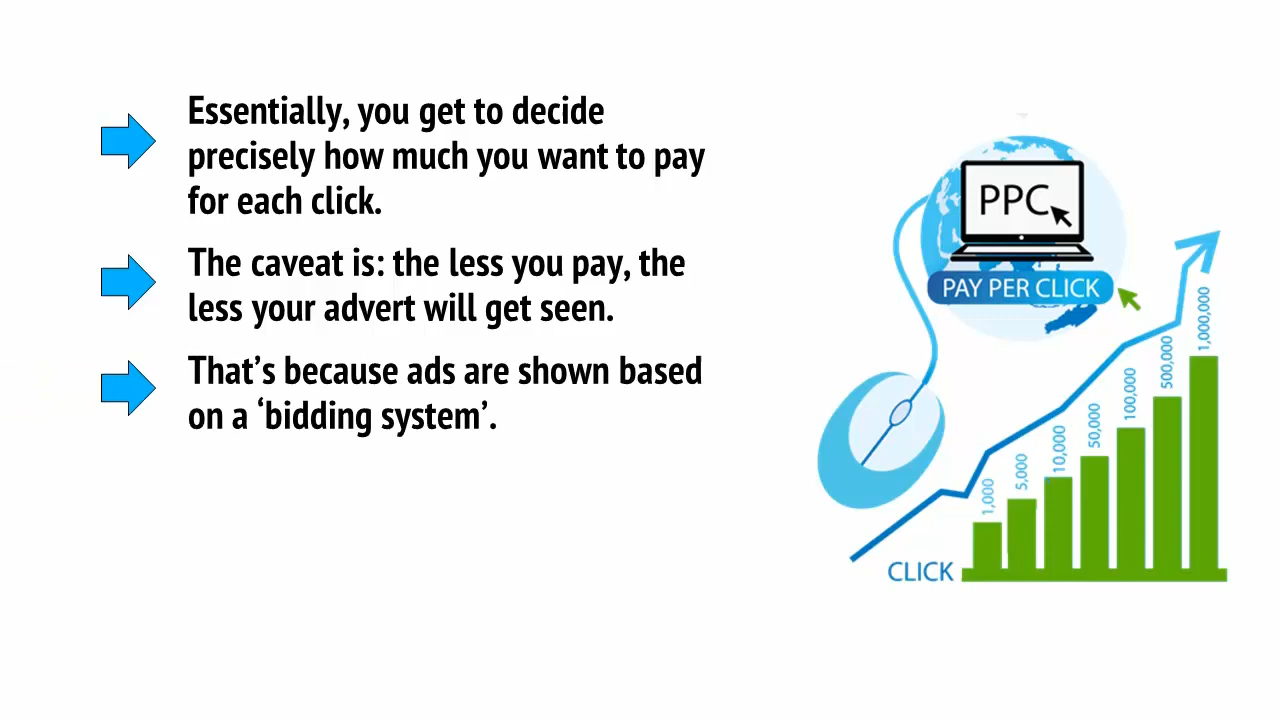 Essentially, you get to decide
precisely how much you want to pay
for each click.
The caveat is: the less you pay, the
less your advert will get seen.
That’s because ads are shown based
on a ‘bidding system’.
PPC
PAY PER CLICK
1,000
5,000
10,000
50,000
100,000
500,000
1,000,000
CLICK